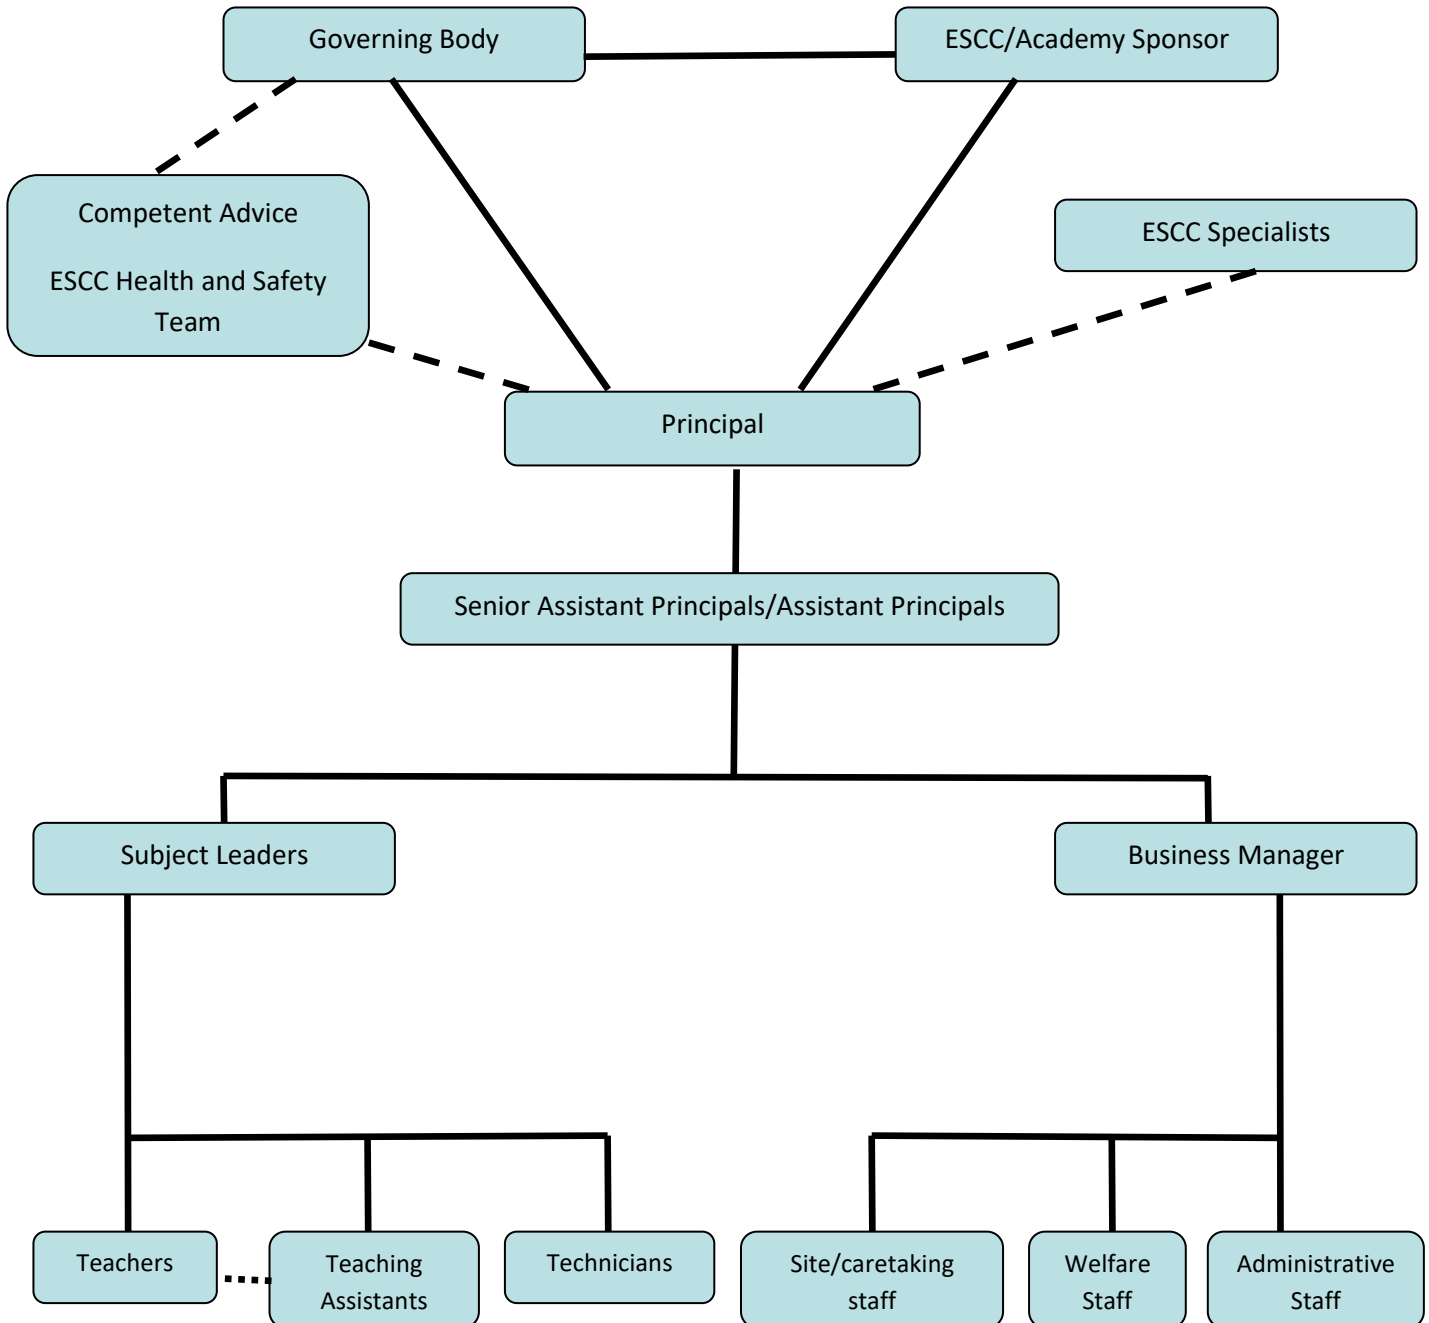 Governing Body
ESCC/Academy Sponsor
Competent Advice
ESCC Health and Safety
Team
ESCC Specialists
Principal
Senior Assistant Principals/Assistant Principals
Subject Leaders
Business Manager
Teachers
Teaching
Assistants
Technicians
Site/caretaking
staff
Welfare
Staff
Administrative
Staff